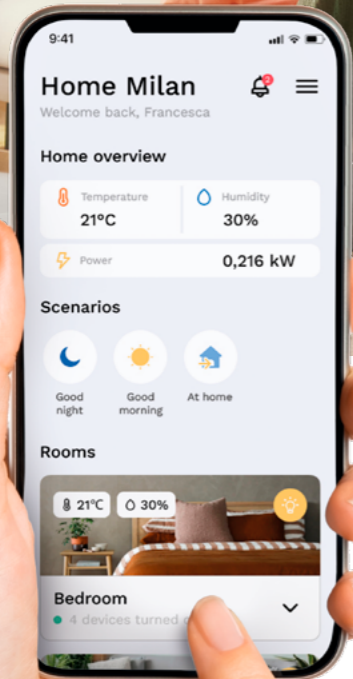 9:41
Home Milan
2
Welcome back, Francesca
Home overview
Temperature
21°C
Humidity
30%
Power
0,216 kW
Scenarios
Good
night
Good
morning
At home
Rooms
21°C
30%
Bedroom
4 devices turned